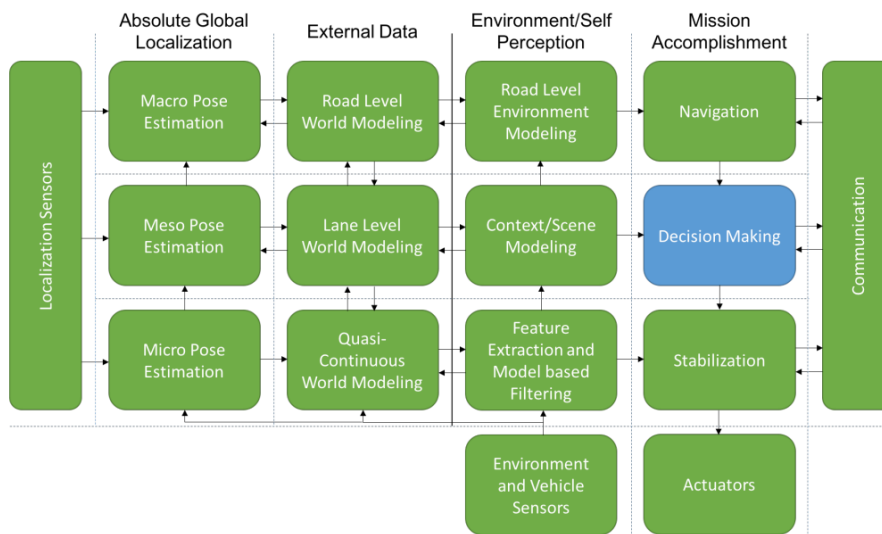 Absolute Global
Localization
External Data
Environment/Self
Perception
Mission
Accomplishment
Localization Sensors
Macro Pose
Estimation
Road Level
World Modeling
Road Level
Environment
Modeling
Navigation
Communication
Meso Pose
Estimation
Lane Level
World Modeling
Context/Scene
Modeling
Decision Making
Micro Pose
Estimation
Quasi-
Continuous
World Modeling
Feature
Extraction and
Model based
Filtering
Stabilization
Environment
and Vehicle
Sensors
Actuators